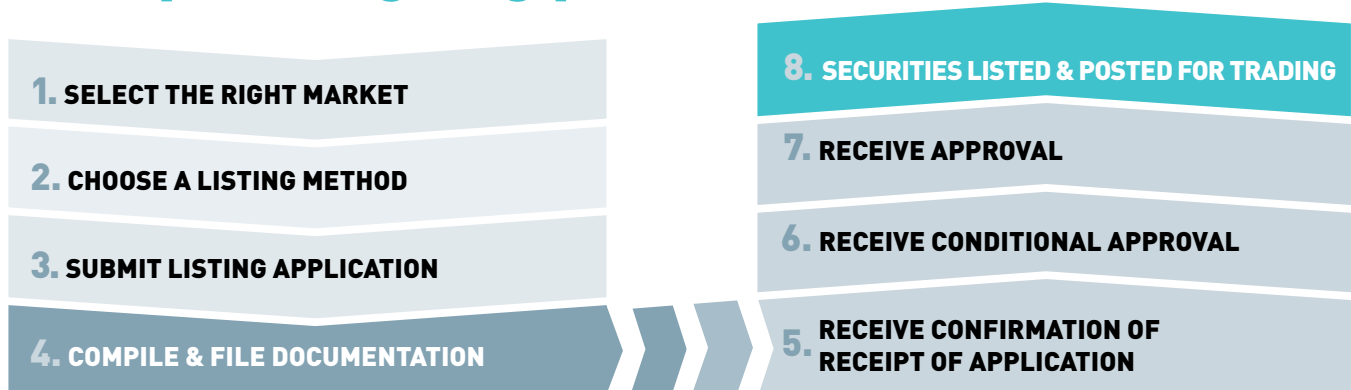 1. SELECT THE RIGHT MARKET
2. CHOOSE A LISTING METHOD
3. SUBMIT LISTING APPLICATION
4. COMPILE & FILE DOCUMENTATION
5. RECEIVE CONFIRMATION OF
RECEIPT OF APPLICATION
6. RECEIVE CONDITIONAL APPROVAL
7. RECEIVE APPROVAL
8. SECURITIES LISTED & POSTED FOR TRADING